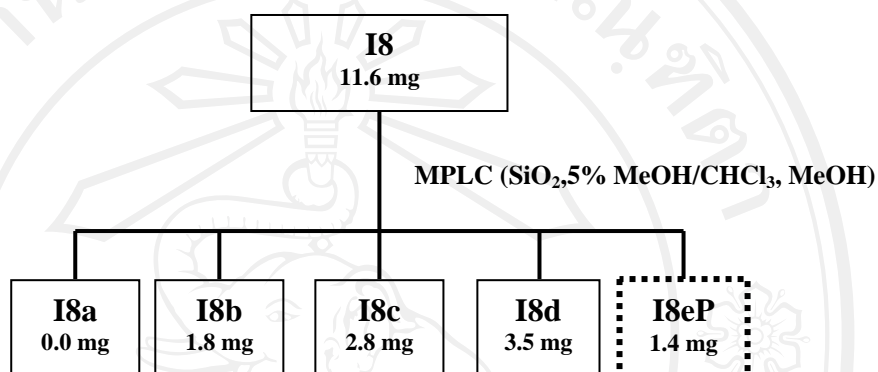 I8
11.6 mg
MPLC (SiO₂,5% MeOH/CHCl₃, MeOH)
I8a
0.0 mg
I8b
1.8 mg
I8c
2.8 mg
I8d
3.5 mg
I8eP
1.4 mg